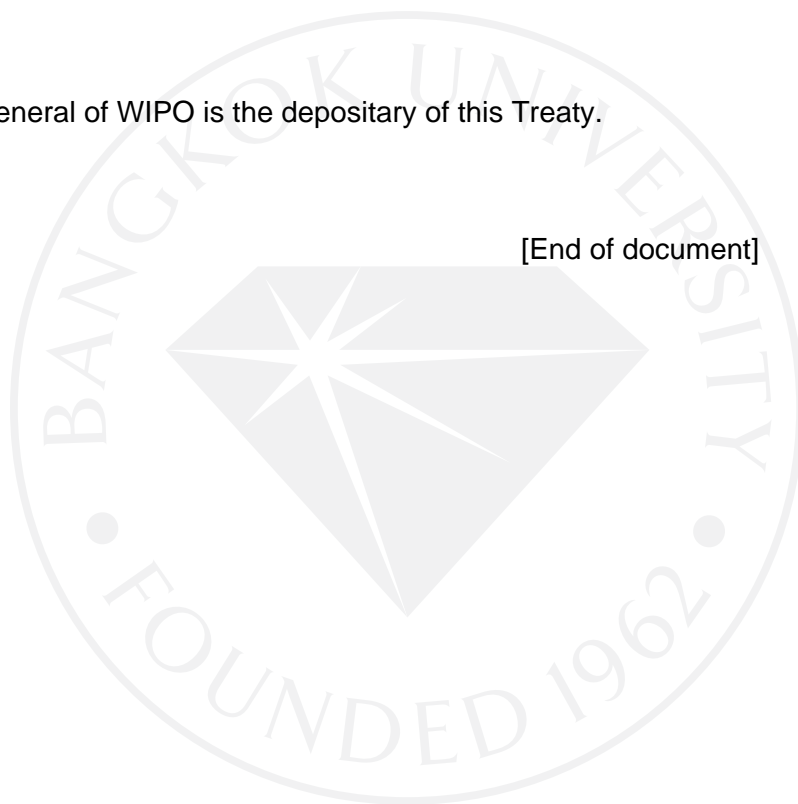 eneral of WIPO is the depositary of this Treaty.
[End of document]
BANGKOK UNIVERSITY
FOUNDED 1962